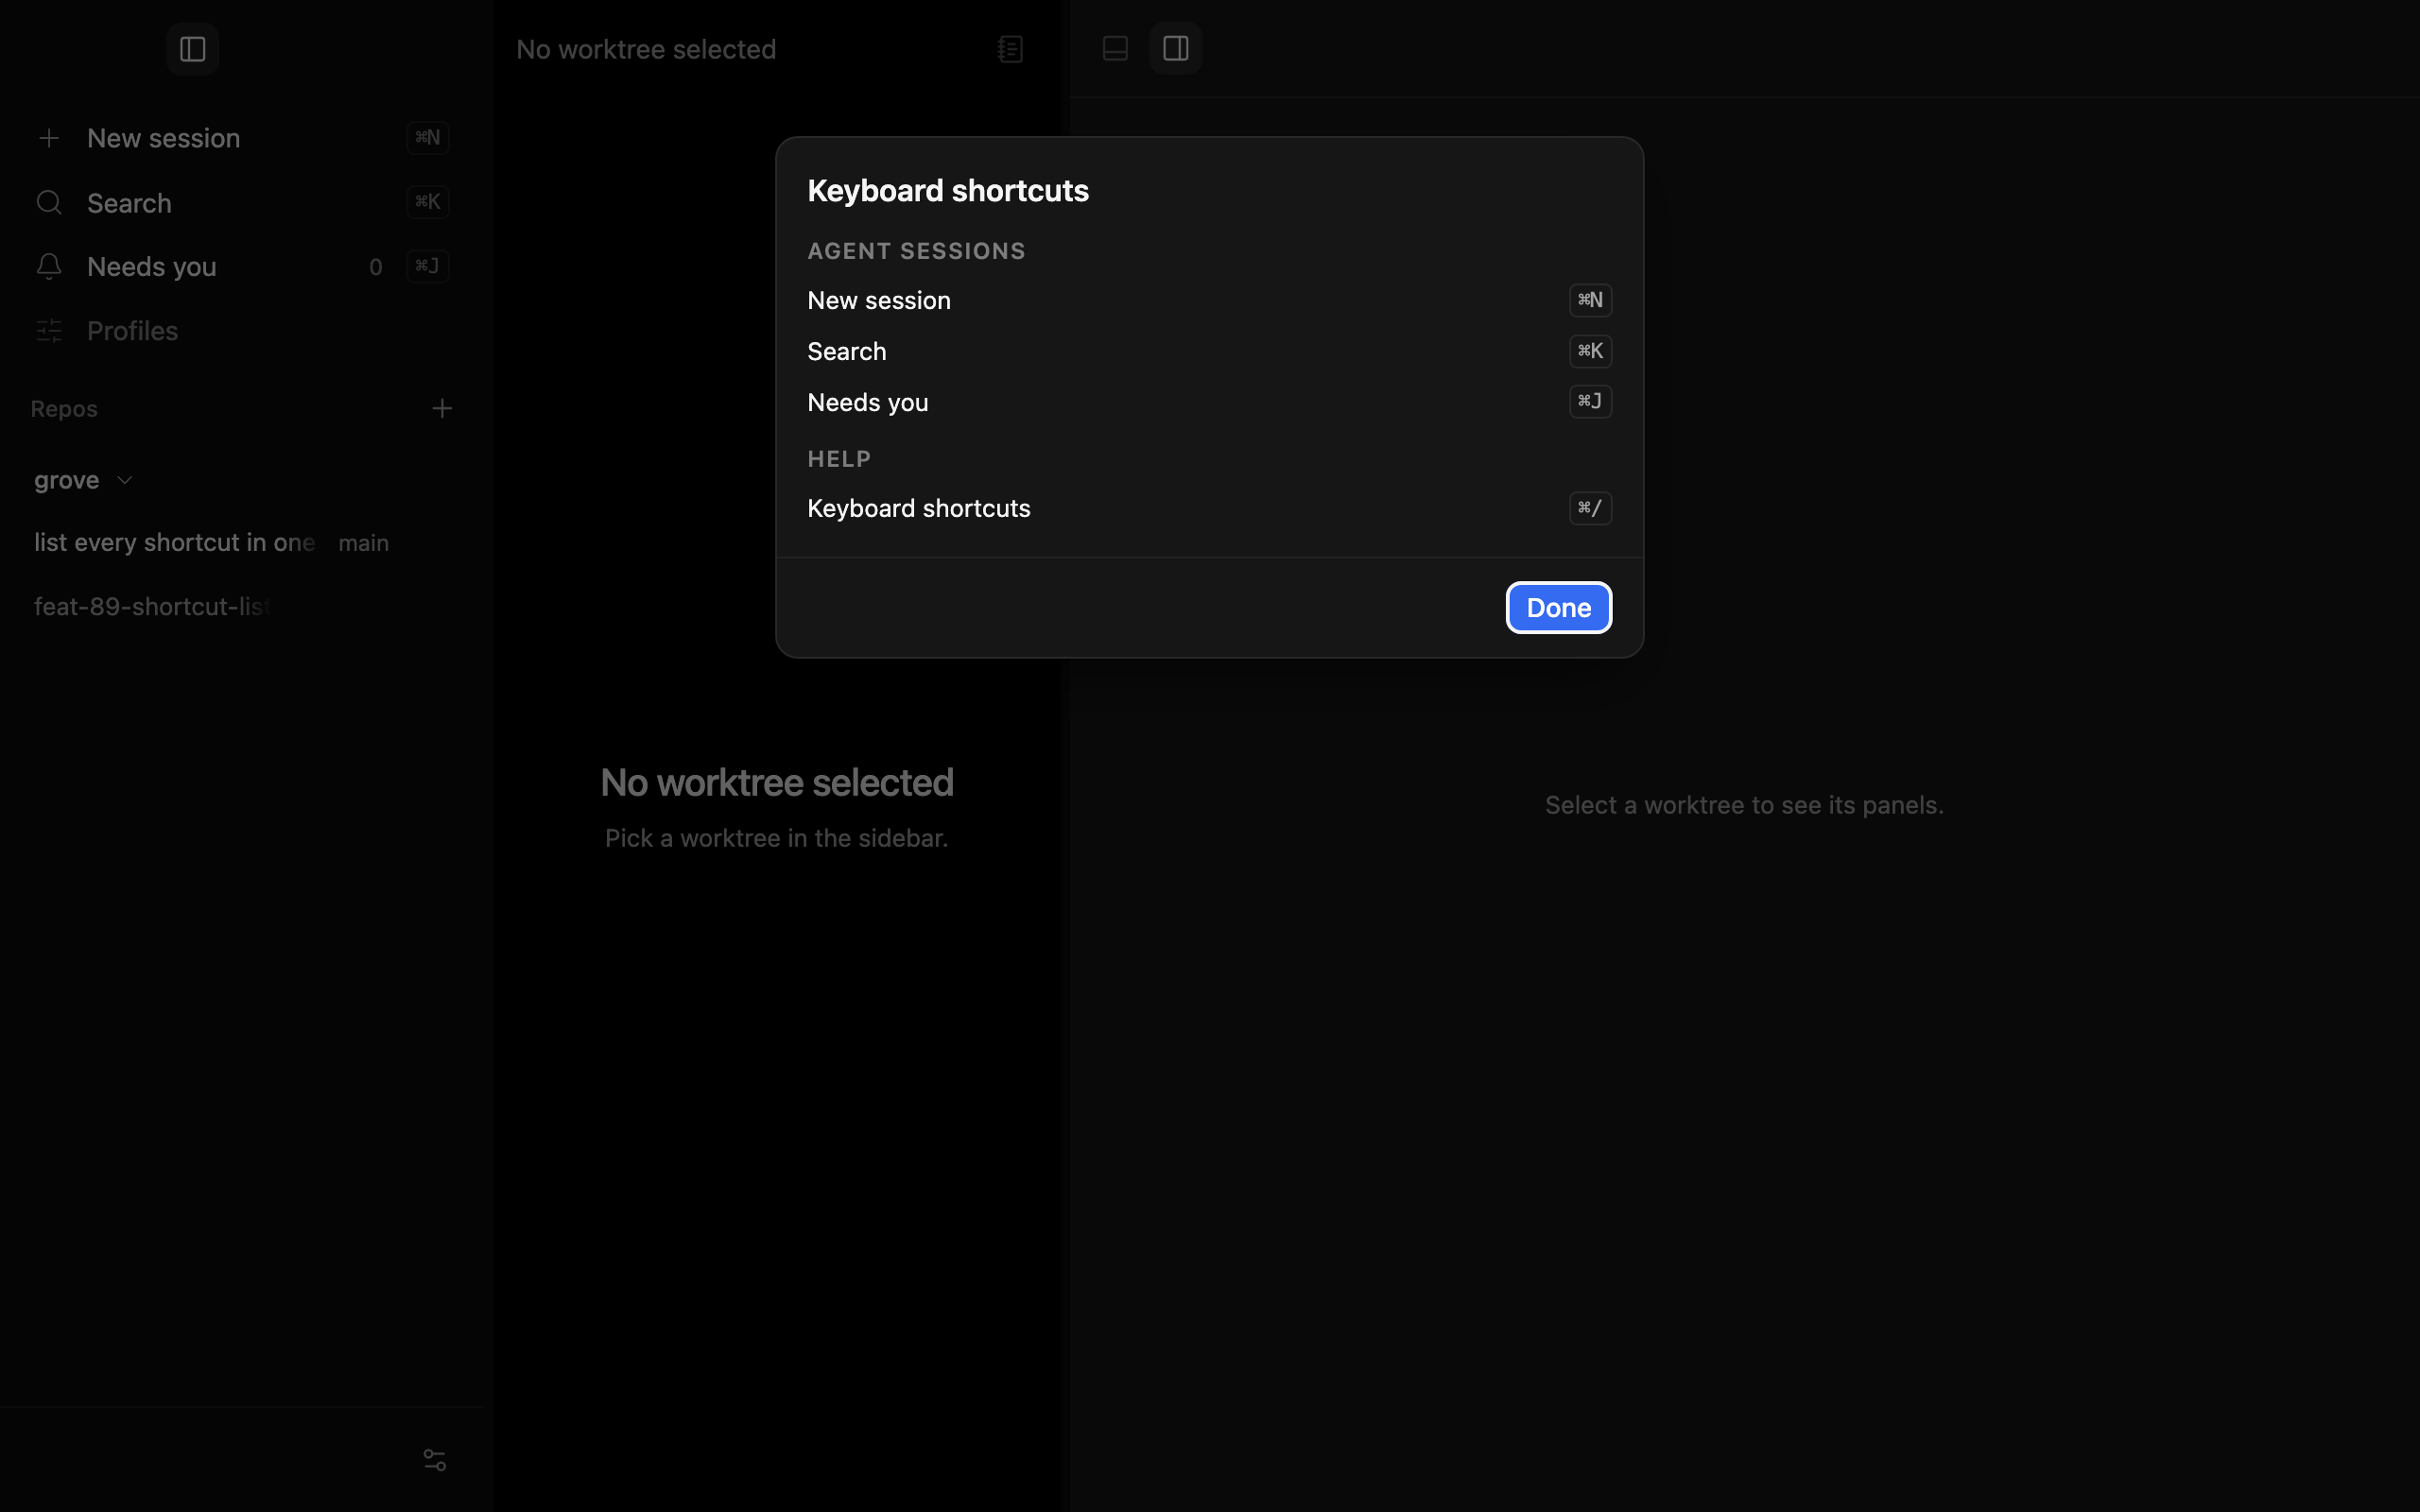 No worktree selected
New session ⌘N
Search ⌘K
Needs you 0 ⌘J
Profiles
Repos
grove
list every shortcut in one main
feat-89-shortcut-list
Keyboard shortcuts
AGENT SESSIONS
New session ⌘N
Search ⌘K
Needs you ⌘J
HELP
Keyboard shortcuts ⌘/
Done
No worktree selected
Pick a worktree in the sidebar.
Select a worktree to see its panels.